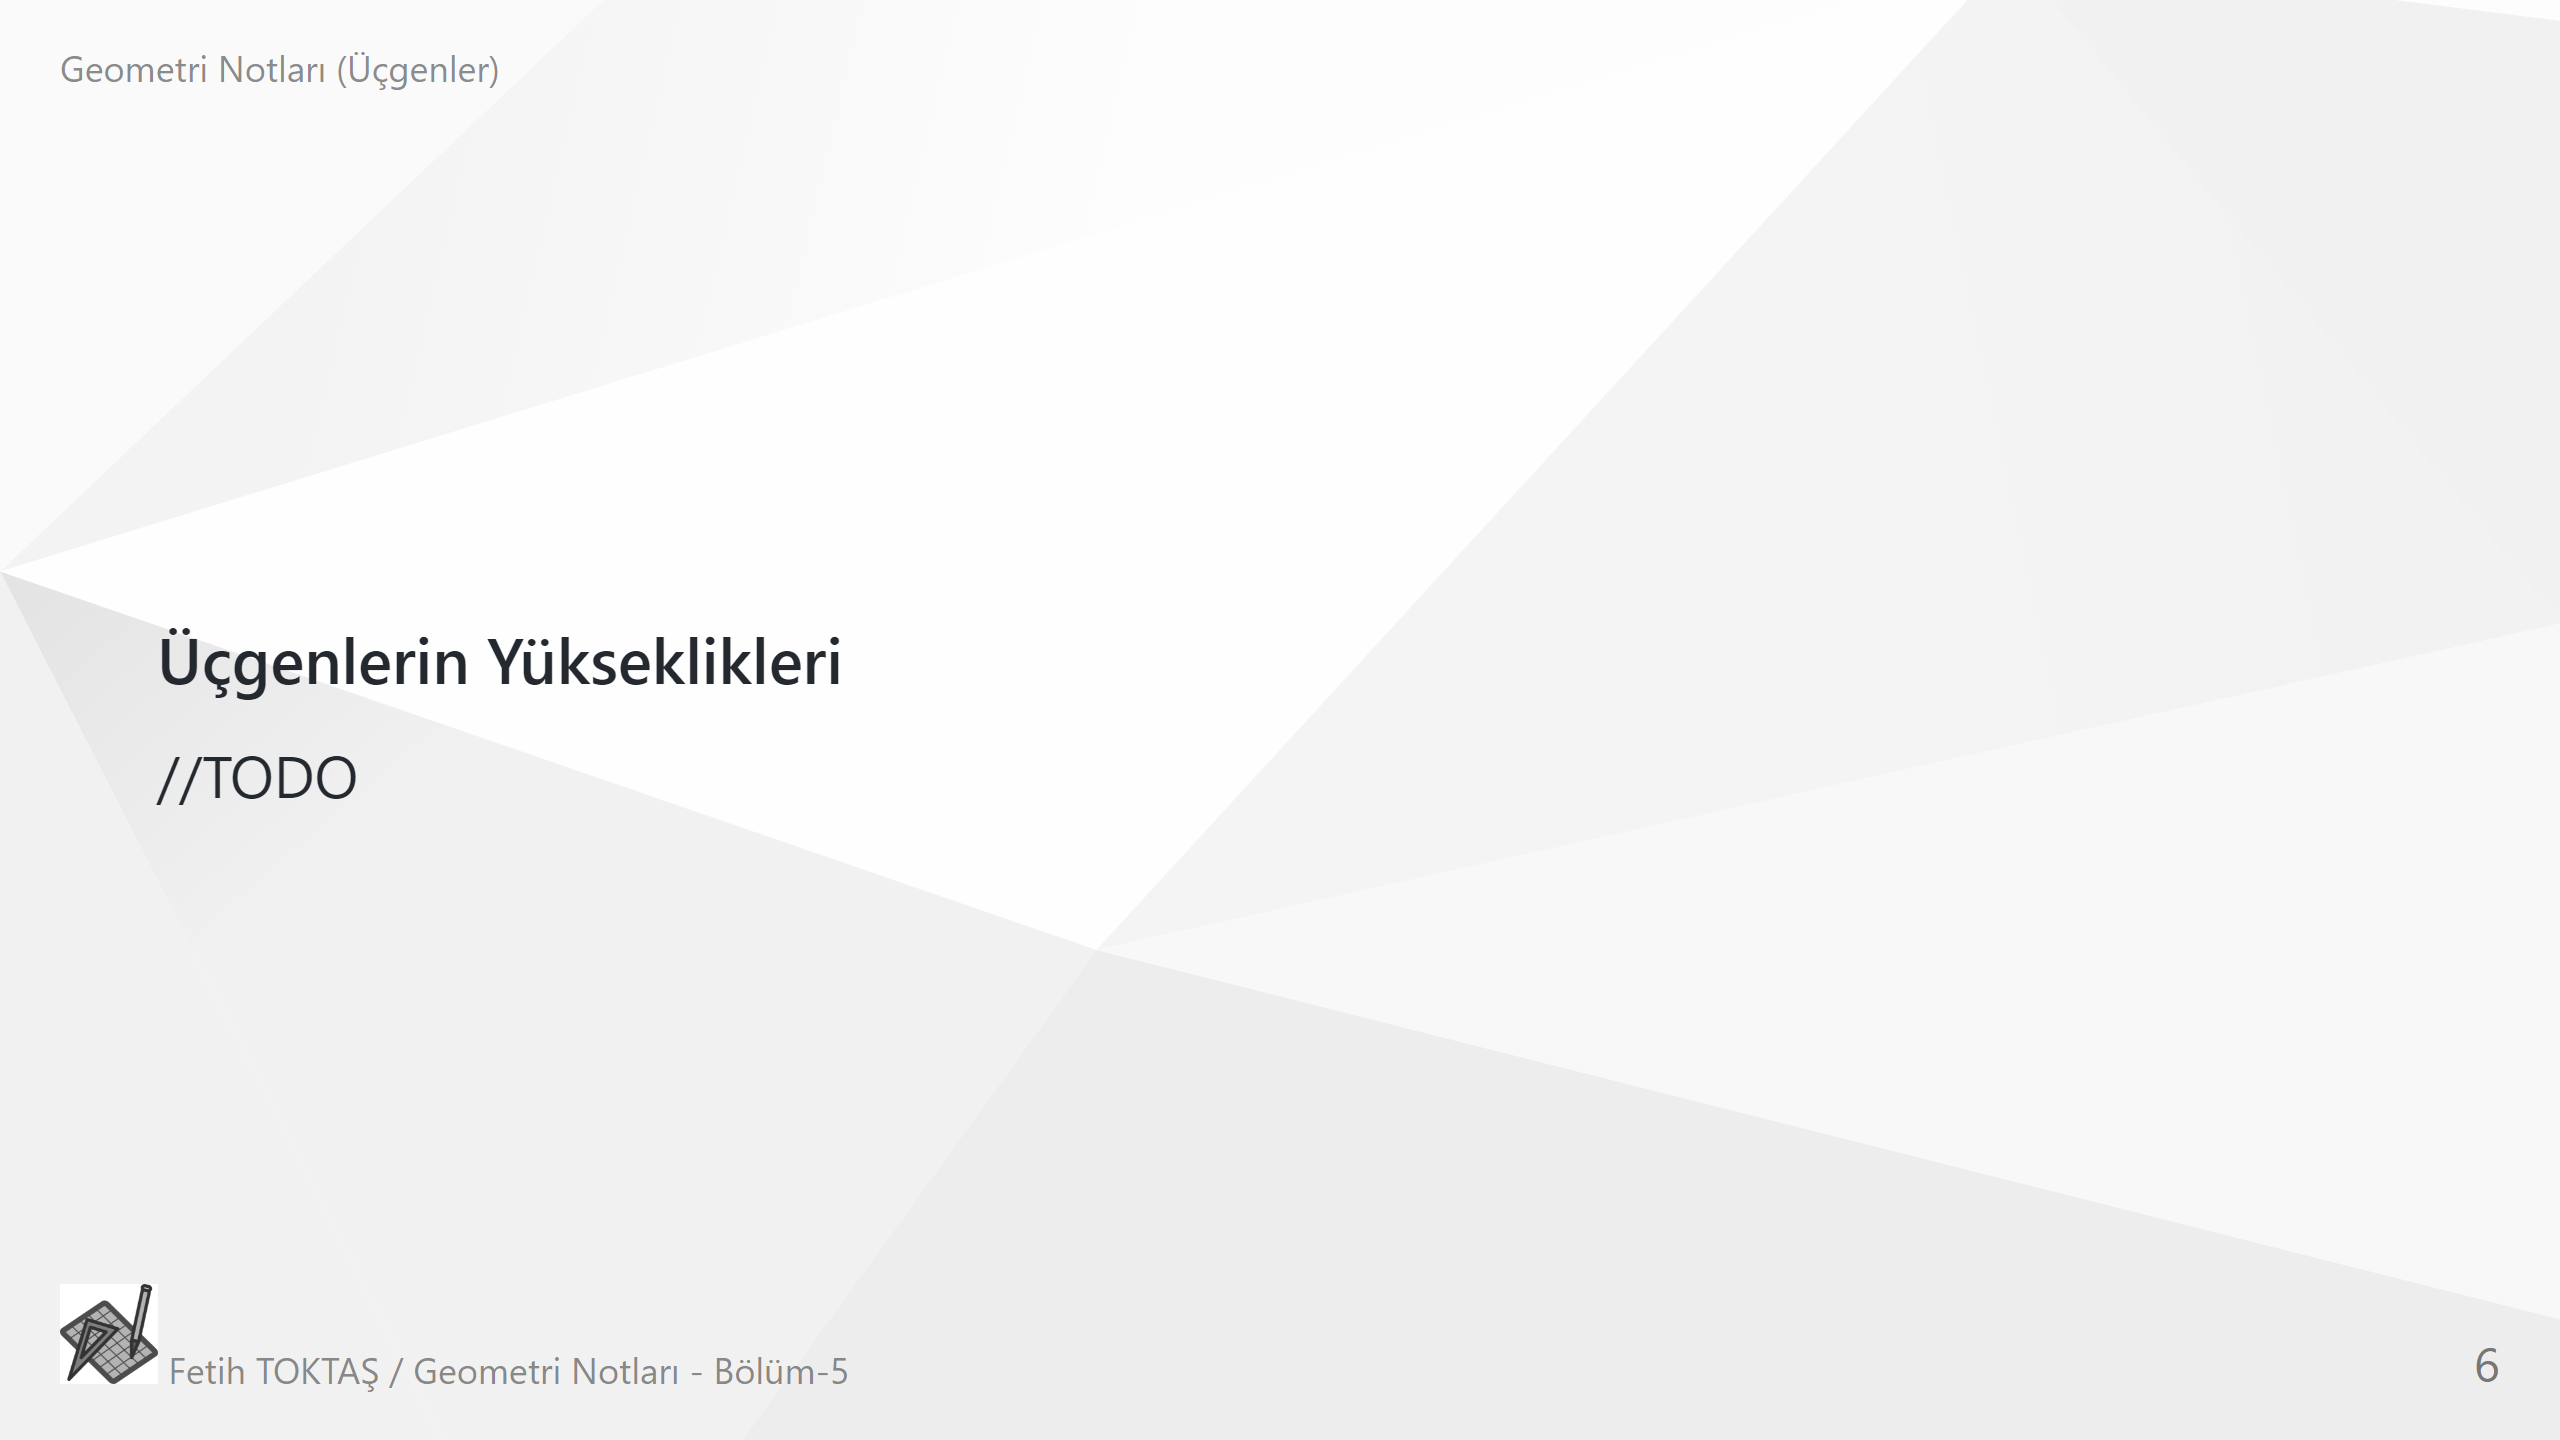 Geometri Notları (Üçgenler)
Üçgenlerin Yükseklikleri
//TODO
Fetih TOKTAŞ / Geometri Notları - Bölüm-5
6